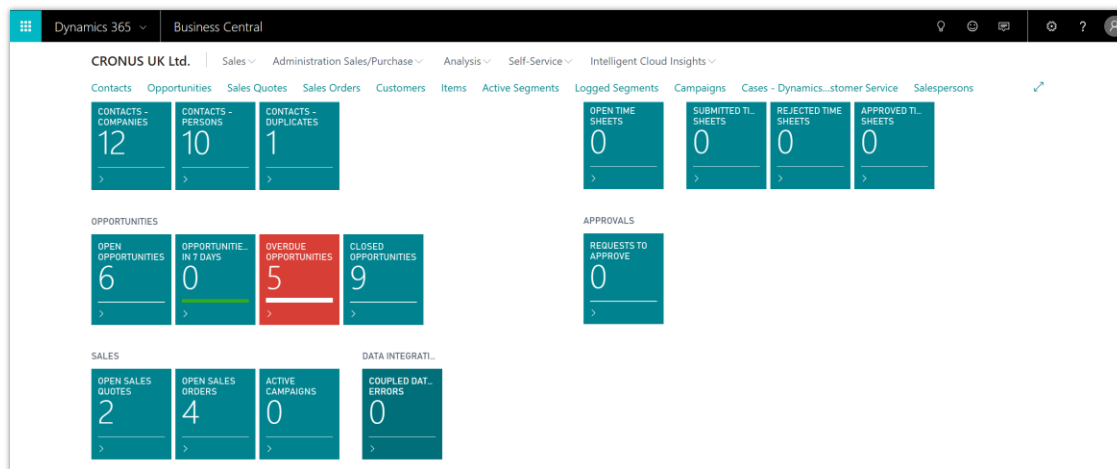 Dynamics 365 Business Central ?
CRONUS UK Ltd. Sales Administration Sales/Purchase Analysis Self-Service Intelligent Cloud Insights
Contacts Opportunities Sales Quotes Sales Orders Customers Items Active Segments Logged Segments Campaigns Cases - Dynamics...stomer Service Salespersons
CONTACTS -
COMPANIES
12
CONTACTS -
PERSONS
10
CONTACTS -
DUPLICATES
1
OPEN TIME
SHEETS
0
SUBMITTED TI...
SHEETS
0
REJECTED TIME
SHEETS
0
APPROVED TI...
SHEETS
0
OPPORTUNITIES
OPEN
OPPORTUNITIES
6
OPPORTUNITIE...
IN 7 DAYS
0
OVERDUE
OPPORTUNITIES
5
CLOSED
OPPORTUNITIES
9
APPROVALS
REQUESTS TO
APPROVE
0
SALES
OPEN SALES
QUOTES
2
OPEN SALES
ORDERS
4
ACTIVE
CAMPAIGNS
0
DATA INTEGRATI...
COUPLED DAT...
ERRORS
0